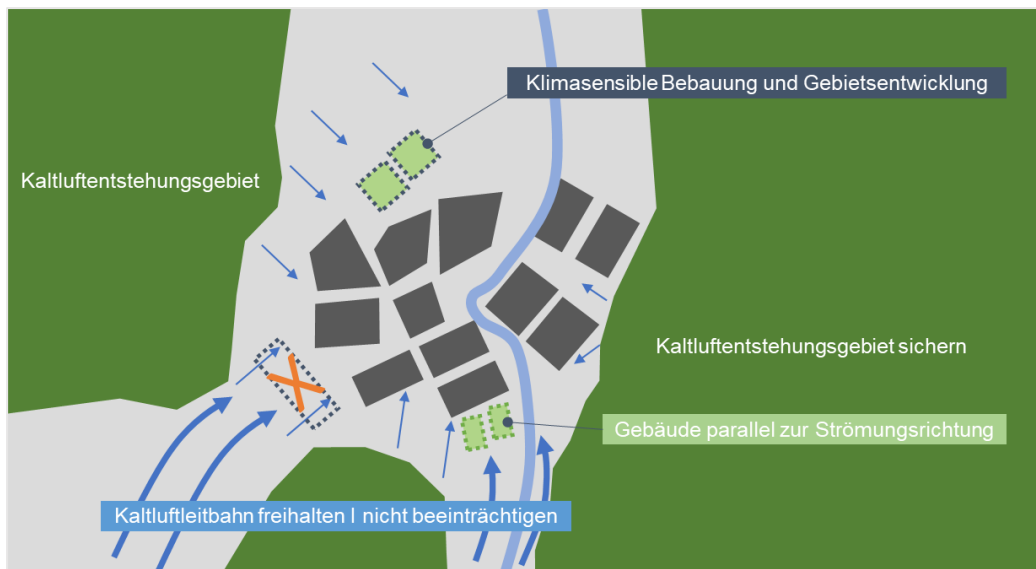 Klimasensible Bebauung und Gebietsentwicklung
Kaltluftentstehungsgebiet
Kaltluftentstehungsgebiet sichern
Gebäude parallel zur Strömungsrichtung
Kaltluftleitbahn freihalten I nicht beeinträchtigen